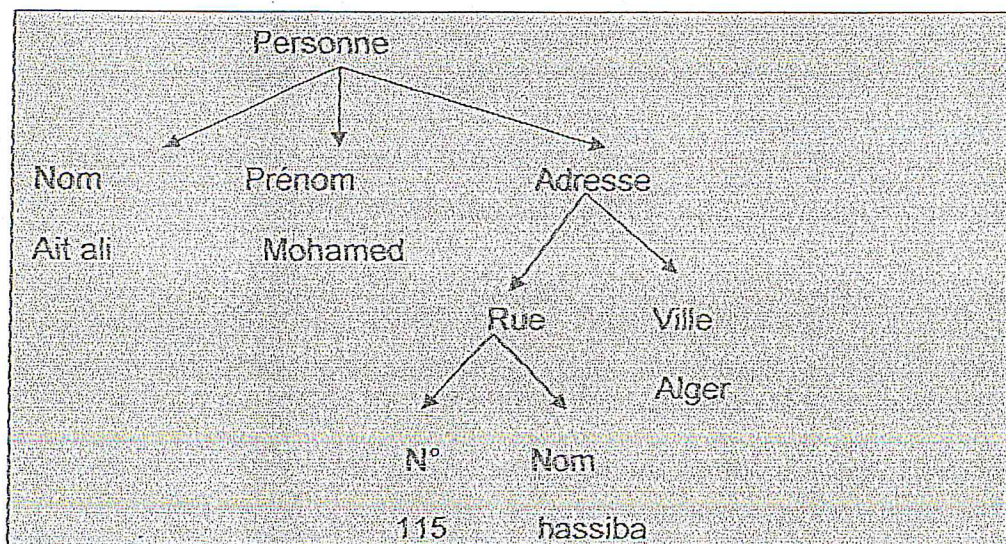 Personne
Nom Prénom Adresse
Ait ali Mohamed
Rue Ville
Alger
N° Nom
115 hassiba